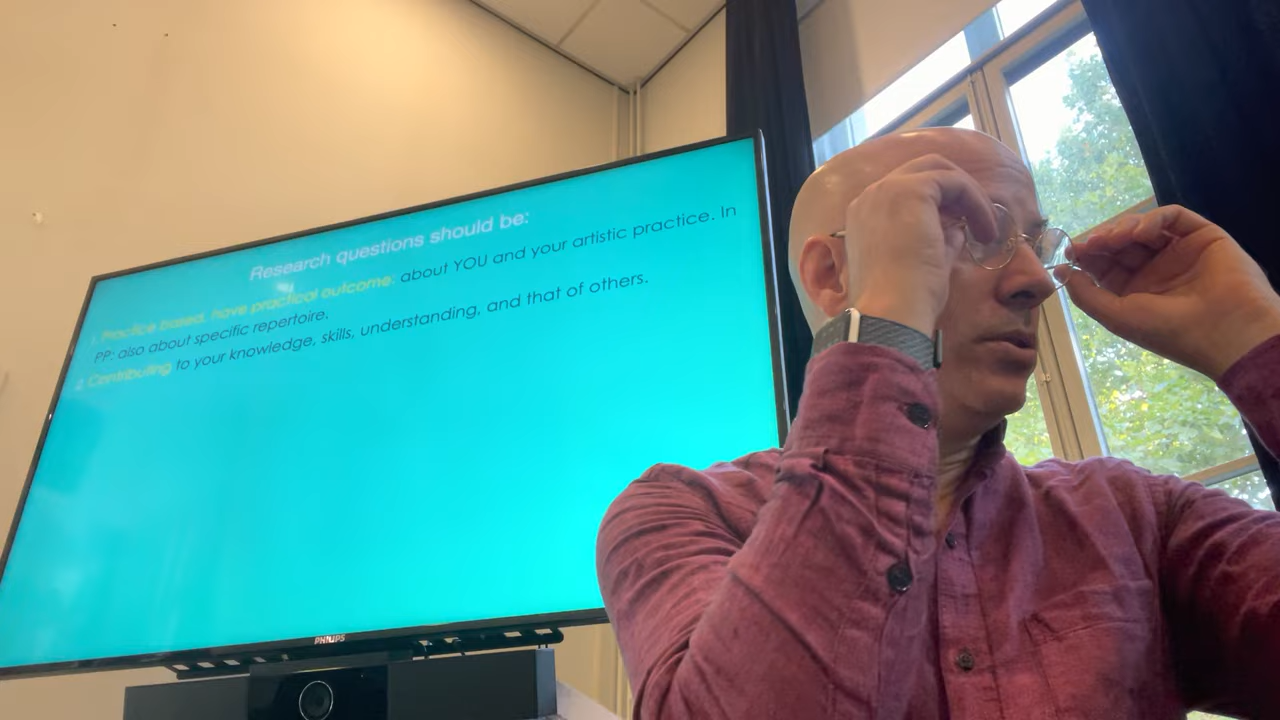 Research questions should be:
1. Practice based, have practical outcome: about YOU and your artistic practice. In
PP: also about specific repertoire.
2. Contributing to your knowledge, skills, understanding, and that of others.
PHILIPS